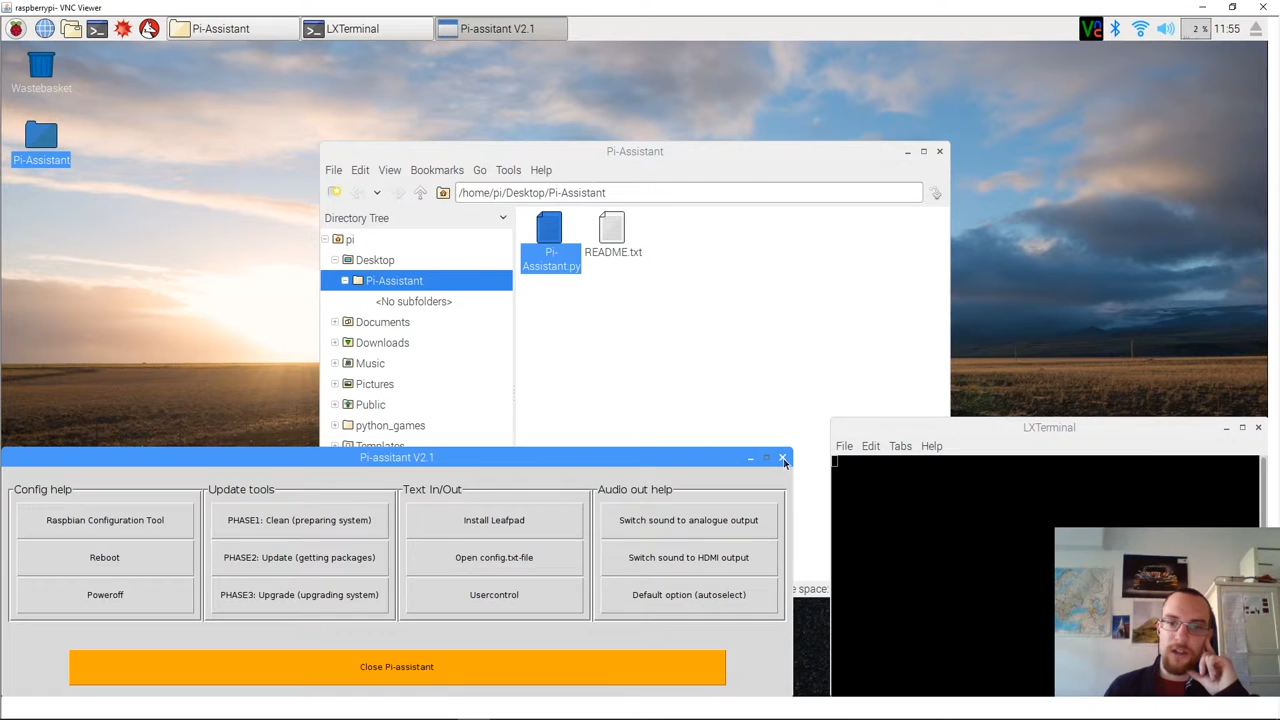 raspberrypi- VNC Viewer
Pi-Assistant
LXTerminal
Pi-assitant V2.1
2 %
11:55
Wastebasket
Pi-Assistant
Pi-Assistant
File Edit View Bookmarks Go Tools Help
/home/pi/Desktop/Pi-Assistant
Directory Tree
pi
Desktop
Pi-Assistant
<No subfolders>
Documents
Downloads
Music
Pictures
Public
python_games
Templates
Pi-
Assistant.py
README.txt
e space:
LXTerminal
File Edit Tabs Help
Pi-assitant V2.1
Config help
Raspbian Configuration Tool
Reboot
Poweroff
Update tools
PHASE1: Clean (preparing system)
PHASE2: Update (getting packages)
PHASE3: Upgrade (upgrading system)
Text In/Out
Install Leafpad
Open config.txt-file
Usercontrol
Audio out help
Switch sound to analogue output
Switch sound to HDMI output
Default option (autoselect)
Close Pi-assistant